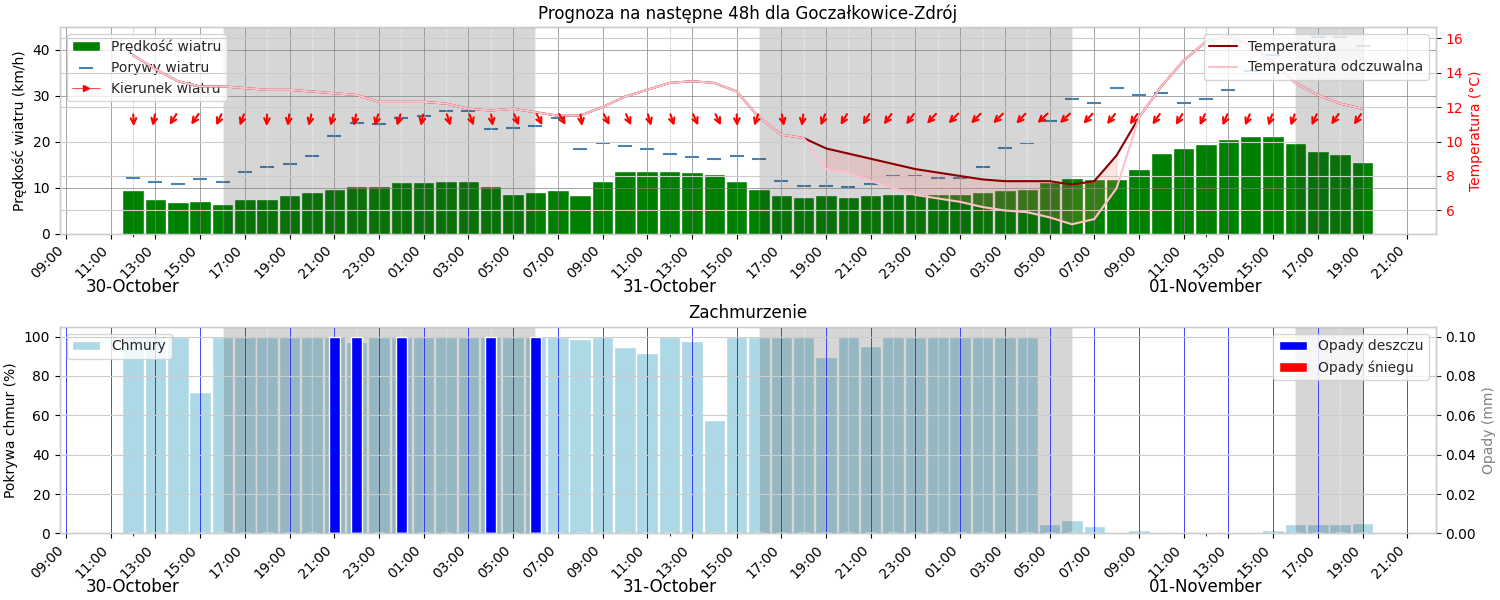 Prognoza na następne 48h dla Goczałkowice-Zdrój
Prędkość wiatru (km/h)
40
30
20
10
0
Prędkość wiatru
Porywy wiatru
Kierunek wiatru
Temperatura
Temperatura odczuwalna
16
14
12
10
8
6
Temperatura (°C)
09:00 11:00 13:00 15:00 17:00 19:00 21:00 23:00 01:00 03:00 05:00 07:00 09:00 11:00 13:00 15:00 17:00 19:00 21:00 23:00 01:00 03:00 05:00 07:00 09:00 11:00 13:00 15:00 17:00 19:00 21:00
30-October 31-October 01-November
Zachmurzenie
Pokrywa chmur (%)
100
80
60
40
20
0
Chmury
Opady deszczu
Opady śniegu
0.10
0.08
0.06
0.04
0.02
0.00
Opady (mm)
09:00 11:00 13:00 15:00 17:00 19:00 21:00 23:00 01:00 03:00 05:00 07:00 09:00 11:00 13:00 15:00 17:00 19:00 21:00 23:00 01:00 03:00 05:00 07:00 09:00 11:00 13:00 15:00 17:00 19:00 21:00
30-October 31-October 01-November